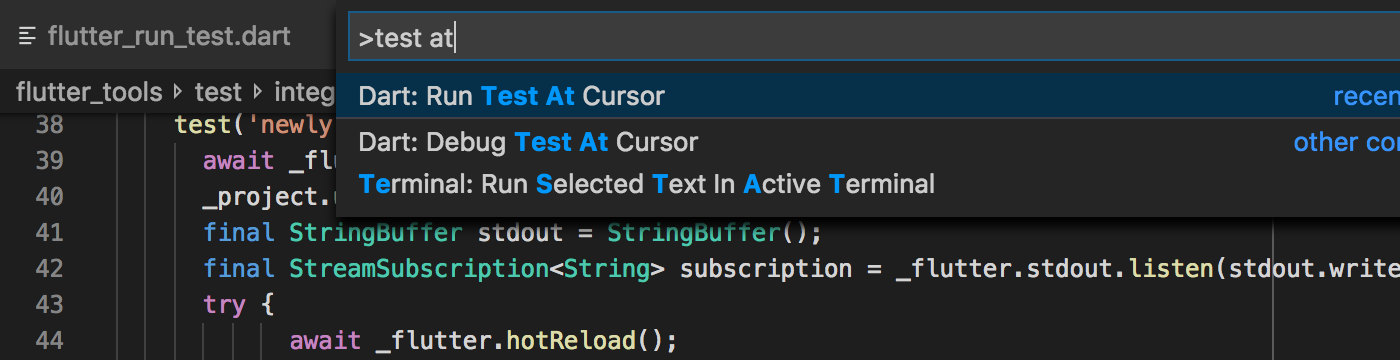 flutter_run_test.dart
>test at
flutter_tools test integ
Dart: Run Test At Cursor recen
Dart: Debug Test At Cursor other con
Terminal: Run Selected Text In Active Terminal
38 test('newly
39 await _flu
40 _project.u
41 final StringBuffer stdout = StringBuffer();
42 final StreamSubscription<String> subscription = _flutter.stdout.listen(stdout.write
43 try {
44 await _flutter.hotReload();